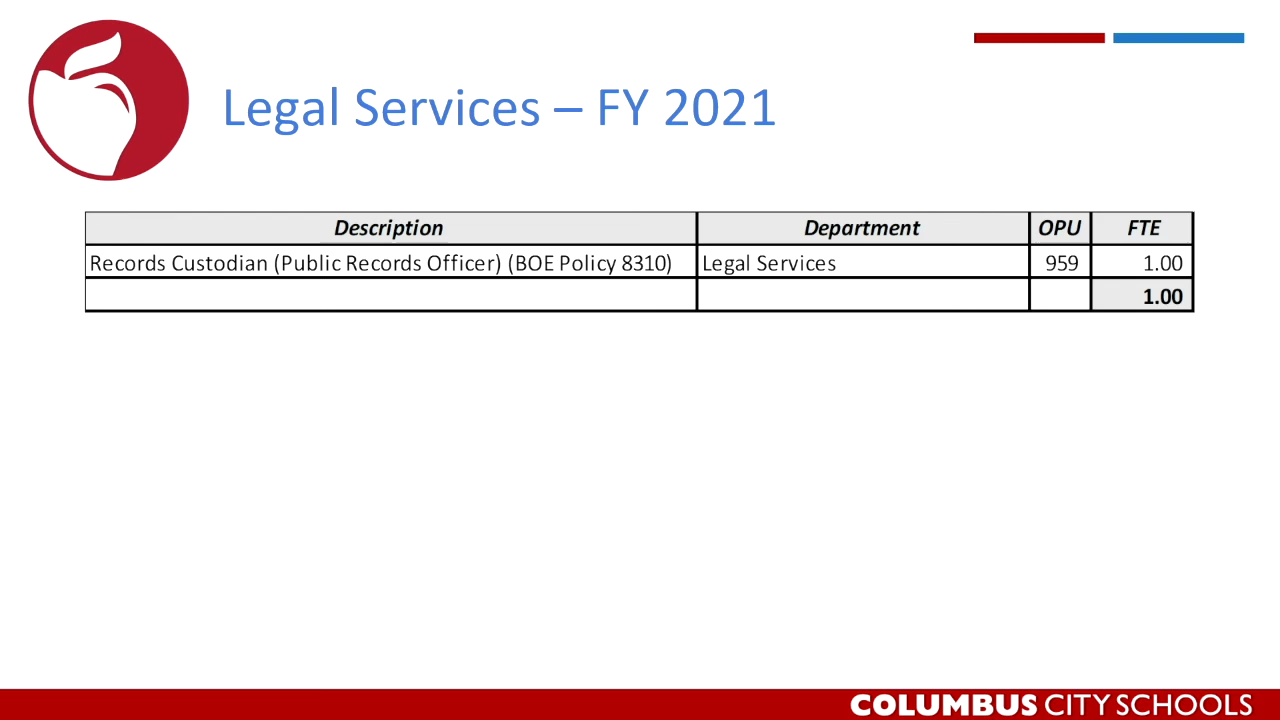 Legal Services – FY 2021
Description Department OPU FTE
Records Custodian (Public Records Officer) (BOE Policy 8310) Legal Services 959 1.00
1.00
COLUMBUS CITY SCHOOLS